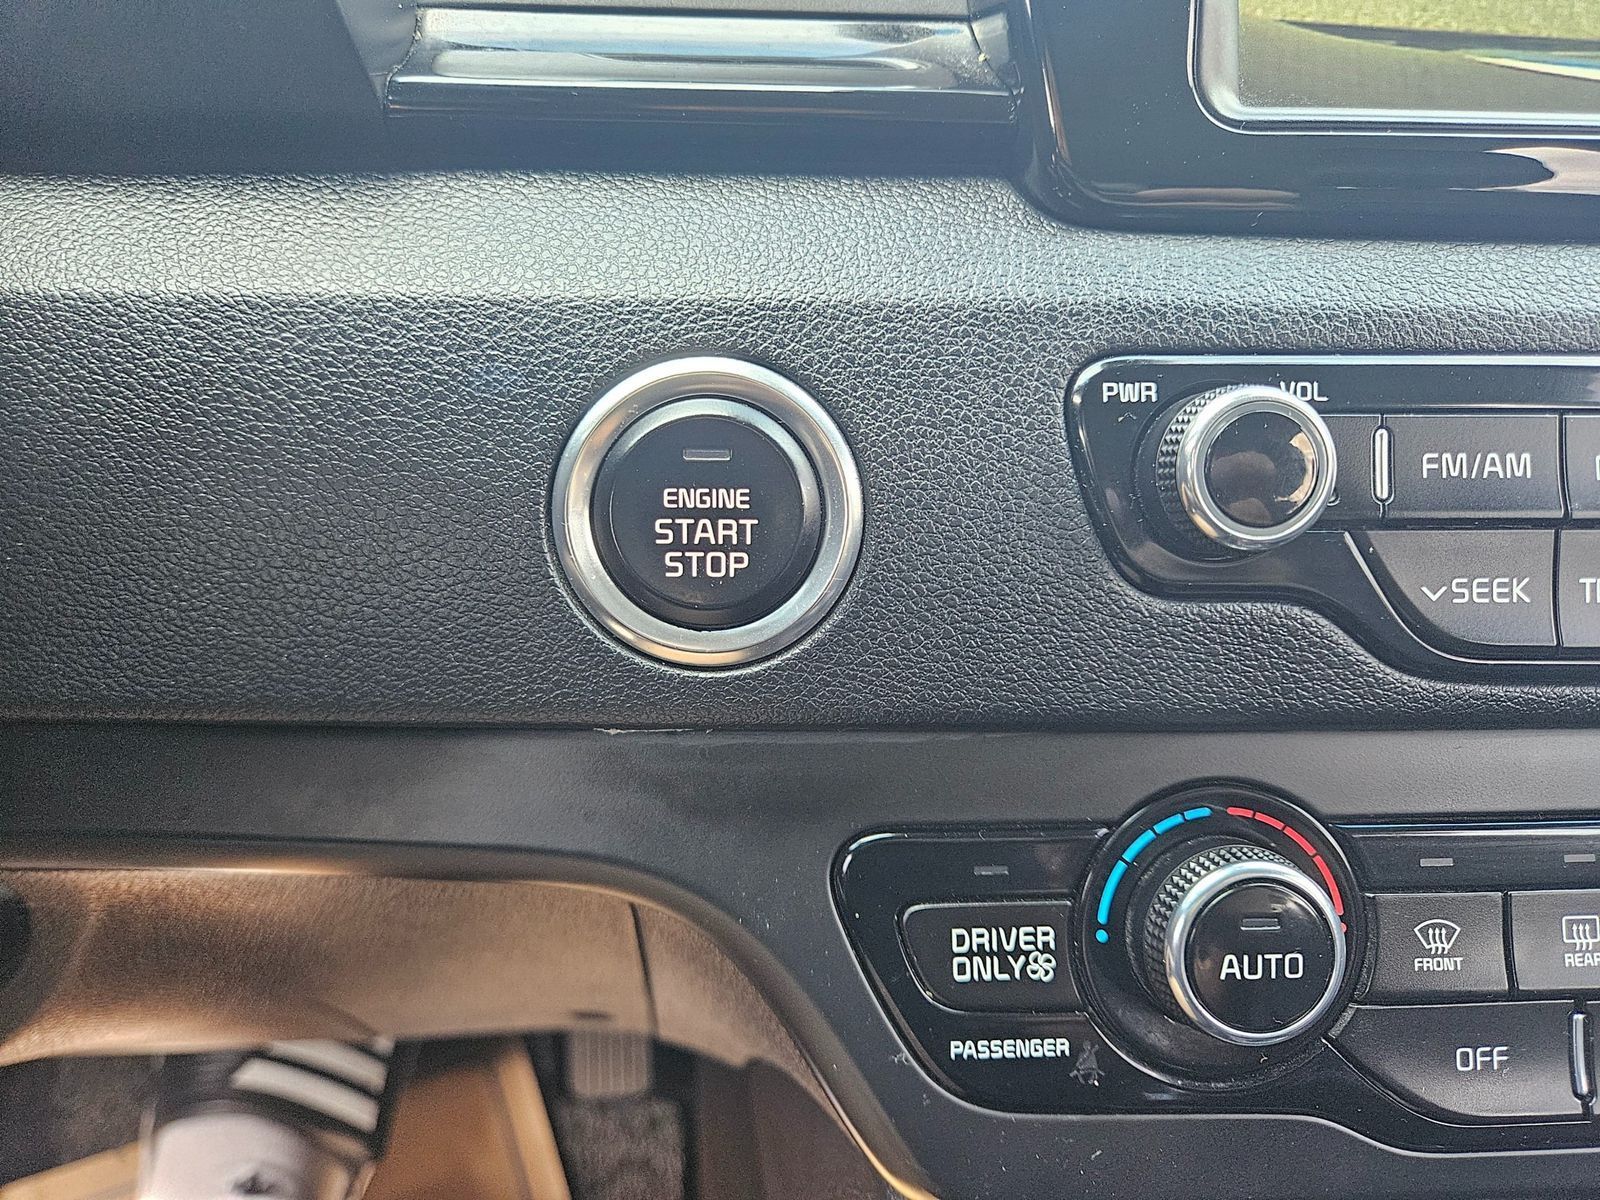 PWR
VOL
FM/AM
SEEK
ENGINE
START
STOP
DRIVER
ONLY
AUTO
FRONT
REAR
PASSENGER
OFF